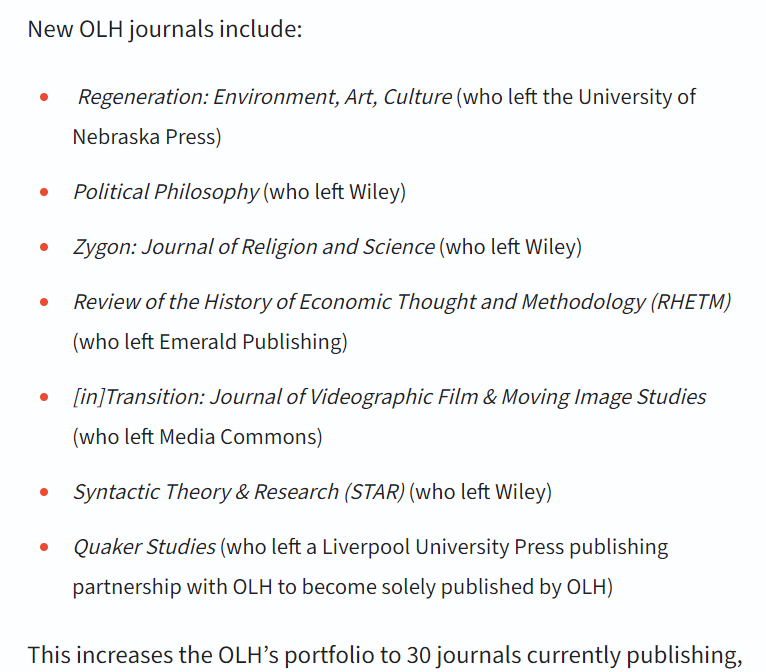 New OLH journals include:
Regeneration: Environment, Art, Culture (who left the University of
Nebraska Press)
Political Philosophy (who left Wiley)
Zygon: Journal of Religion and Science (who left Wiley)
Review of the History of Economic Thought and Methodology (RHETM)
(who left Emerald Publishing)
[in]Transition: Journal of Videographic Film & Moving Image Studies
(who left Media Commons)
Syntactic Theory & Research (STAR) (who left Wiley)
Quaker Studies (who left a Liverpool University Press publishing
partnership with OLH to become solely published by OLH)
This increases the OLH’s portfolio to 30 journals currently publishing,